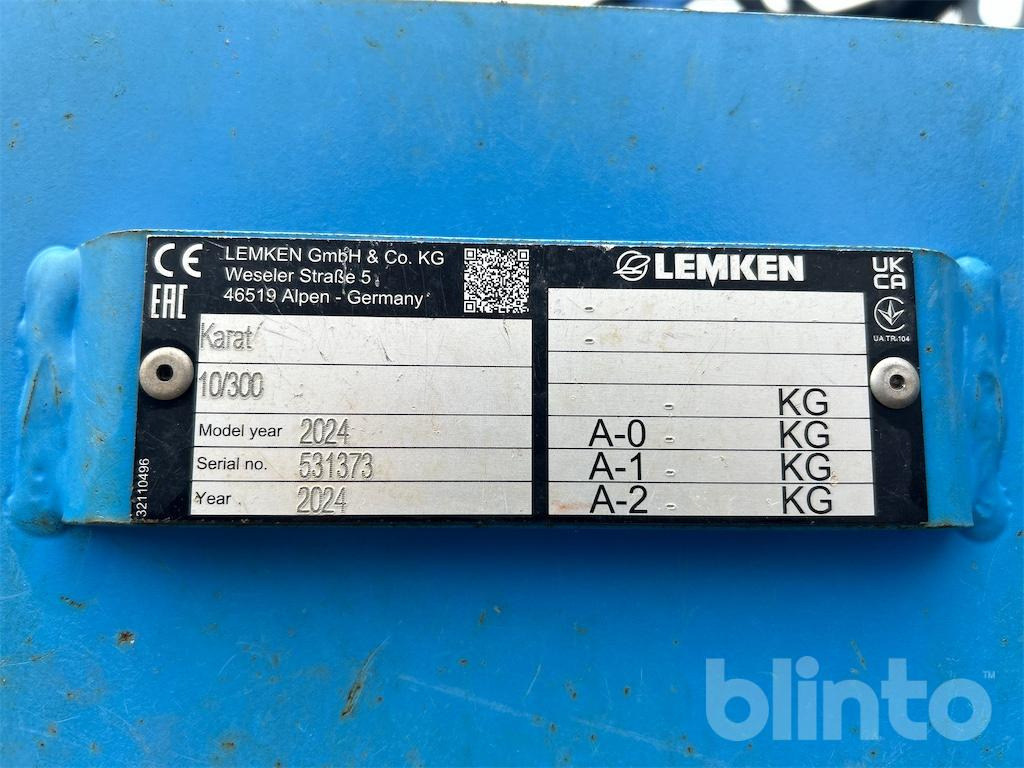 CE
EAC
LEMKEN GmbH & Co. KG
Weseler Straße 5
46519 Alpen - Germany
Karat/
10/300
Model year 2024
Serial no. 531373
Year 2024
LEMKEN
UK
CA
UA.TR.104
-
-
- KG
A-0 - KG
A-1 - KG
A-2 - KG
32110496
blinto™